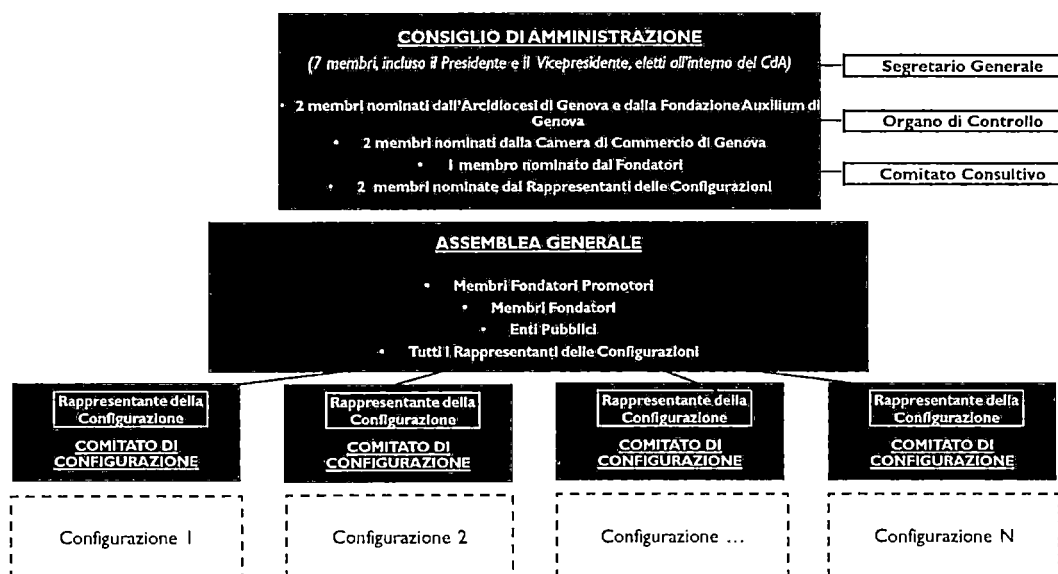 CONSIGLIO DI AMMINISTRAZIONE
(7 membri, incluso il Presidente e il Vicepresidente, eletti all'interno del CdA)
• 2 membri nominati dall'Arcidiocesi di Genova e dalla Fondazione Auxilium di
Genova
• 2 membri nominati dalla Camera di Commercio di Genova
• 1 membro nominato dai Fondatori
• 2 membri nominate dai Rappresentanti delle Configurazioni
Segretario Generale
Organo di Controllo
Comitato Consultivo
ASSEMBLEA GENERALE
• Membri Fondatori Promotori
• Membri Fondatori
• Enti Pubblici
• Tutti i Rappresentanti delle Configurazioni
Rappresentante della
Configurazione
COMITATO DI
CONFIGURAZIONE
Configurazione 1
Rappresentante della
Configurazione
COMITATO DI
CONFIGURAZIONE
Configurazione 2
Rappresentante della
Configurazione
COMITATO DI
CONFIGURAZIONE
Configurazione ...
Rappresentante della
Configurazione
COMITATO DI
CONFIGURAZIONE
Configurazione N